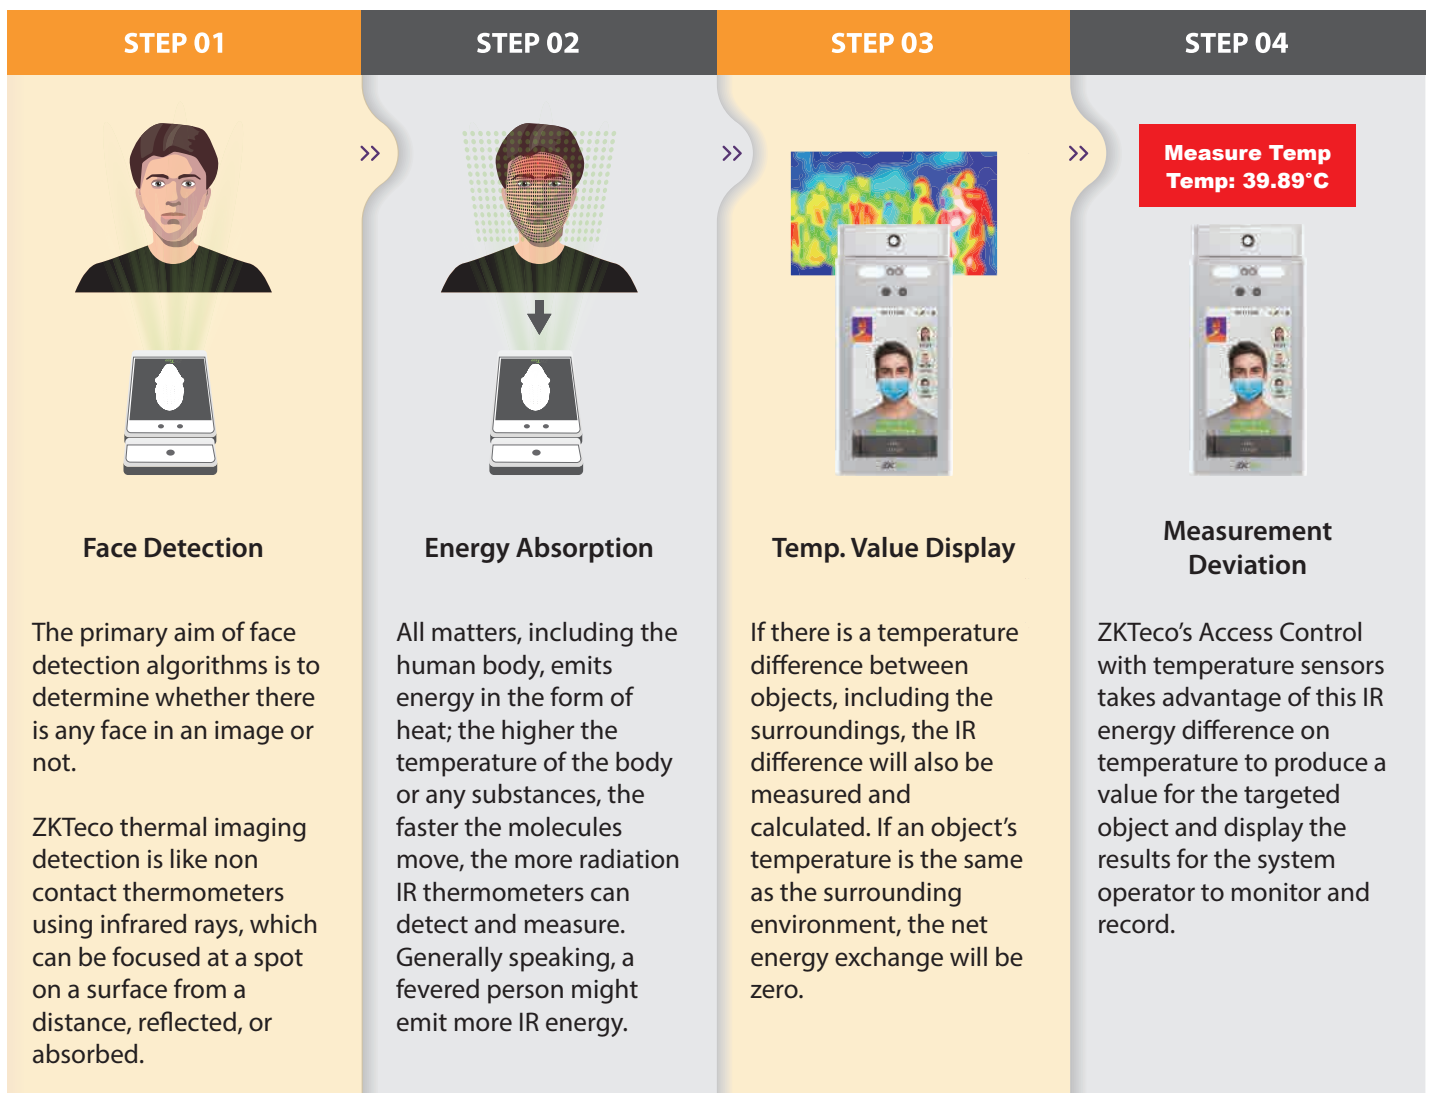 STEP 01
STEP 02
STEP 03
STEP 04
Measure Temp
Temp: 39.89°C
Face Detection
The primary aim of face
detection algorithms is to
determine whether there
is any face in an image or
not.
ZKTeco thermal imaging
detection is like non
contact thermometers
using infrared rays, which
can be focused at a spot
on a surface from a
distance, reflected, or
absorbed.
Energy Absorption
All matters, including the
human body, emits
energy in the form of
heat; the higher the
temperature of the body
or any substances, the
faster the molecules
move, the more radiation
IR thermometers can
detect and measure.
Generally speaking, a
fevered person might
emit more IR energy.
Temp. Value Display
If there is a temperature
difference between
objects, including the
surroundings, the IR
difference will also be
measured and
calculated. If an object's
temperature is the same
as the surrounding
environment, the net
energy exchange will be
zero.
Measurement
Deviation
ZKTeco's Access Control
with temperature sensors
takes advantage of this IR
energy difference on
temperature to produce a
value for the targeted
object and display the
results for the system
operator to monitor and
record.